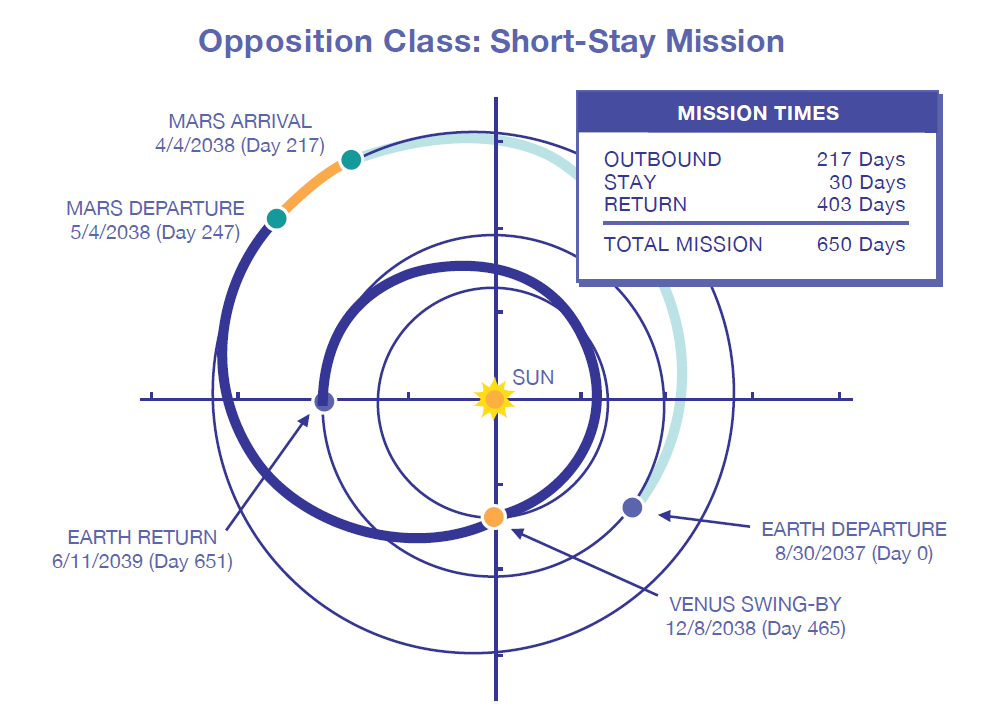 Opposition Class: Short-Stay Mission
MARS ARRIVAL
4/4/2038 (Day 217)
MARS DEPARTURE
5/4/2038 (Day 247)
MISSION TIMES
OUTBOUND 217 Days
STAY 30 Days
RETURN 403 Days
TOTAL MISSION 650 Days
SUN
EARTH RETURN
6/11/2039 (Day 651)
EARTH DEPARTURE
8/30/2037 (Day 0)
VENUS SWING-BY
12/8/2038 (Day 465)